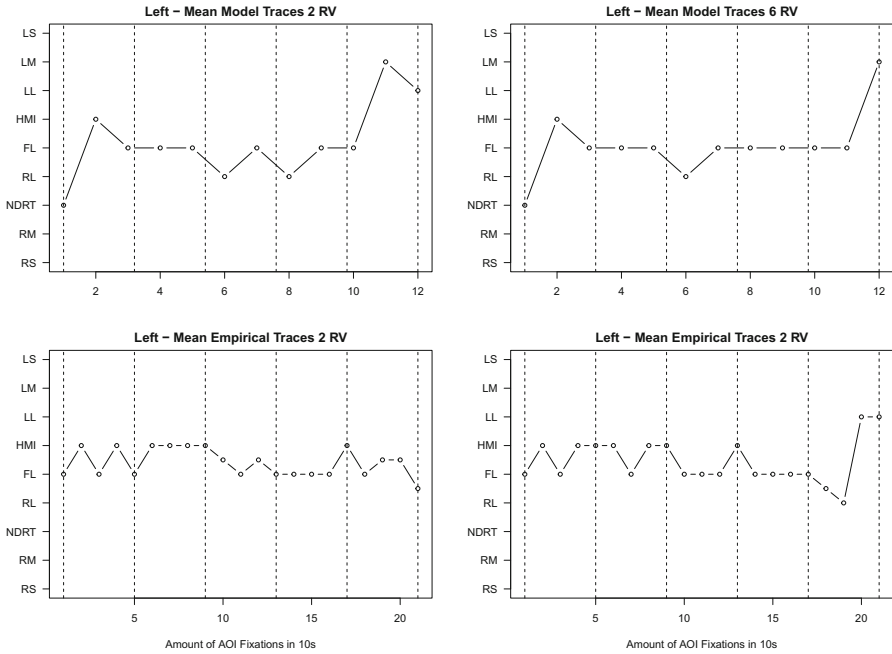 Left − Mean Model Traces 2 RV
LS
LM
LL
HMI
FL
RL
NDRT
RM
RS
2 4 6 8 10 12
Left − Mean Model Traces 6 RV
LS
LM
LL
HMI
FL
RL
NDRT
RM
RS
2 4 6 8 10 12
Left − Mean Empirical Traces 2 RV
LS
LM
LL
HMI
FL
RL
NDRT
RM
RS
5 10 15 20
Amount of AOI Fixations in 10s
Left − Mean Empirical Traces 2 RV
LS
LM
LL
HMI
FL
RL
NDRT
RM
RS
5 10 15 20
Amount of AOI Fixations in 10s